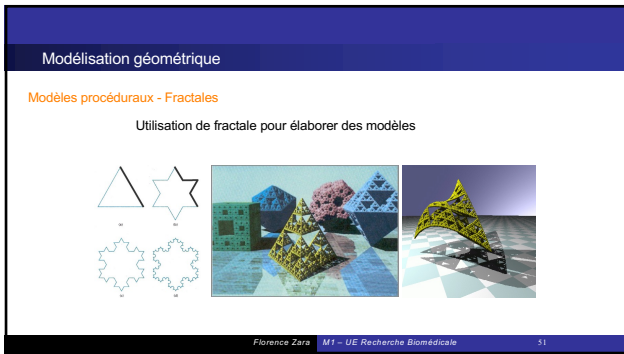 Modélisation géométrique
Modèles procéduraux - Fractales
Utilisation de fractale pour élaborer des modèles
(a) (b)
(c) (d)
Florence Zara M1 – UE Recherche Biomédicale 51